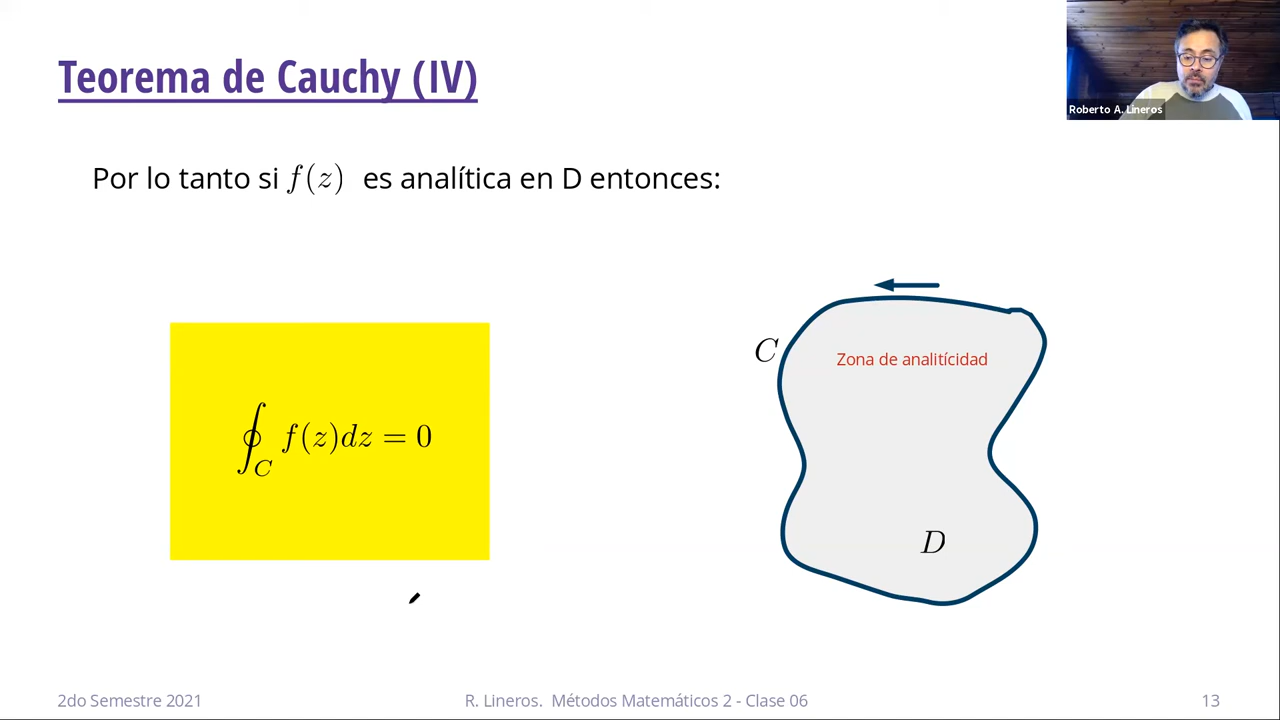 Teorema de Cauchy (IV)
Roberto A. Lineros
Por lo tanto si f(z) es analítica en D entonces:
∮_C f(z)dz = 0
C
Zona de analitícidad
D
2do Semestre 2021
R. Lineros. Métodos Matemáticos 2 - Clase 06
13